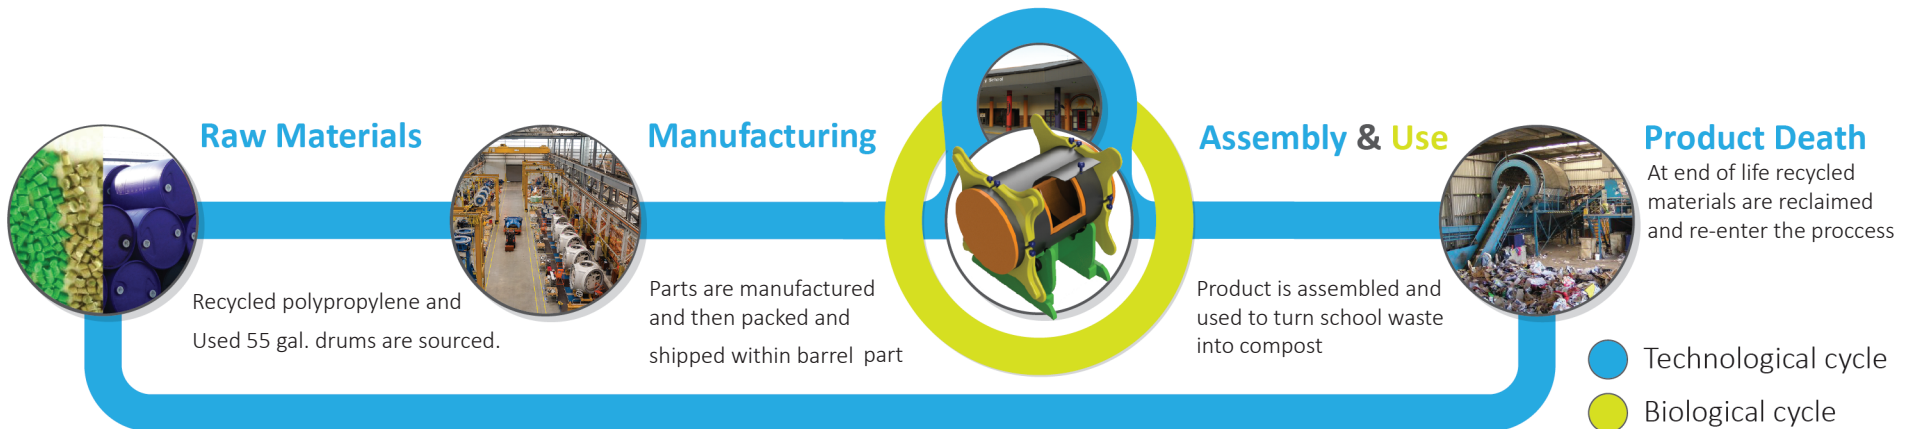 Raw Materials
Recycled polypropylene and
Used 55 gal. drums are sourced.
Manufacturing
Parts are manufactured
and then packed and
shipped within barrel part
Assembly & Use
Product is assembled and
used to turn school waste
into compost
Product Death
At end of life recycled
materials are reclaimed
and re-enter the proccess
Technological cycle
Biological cycle